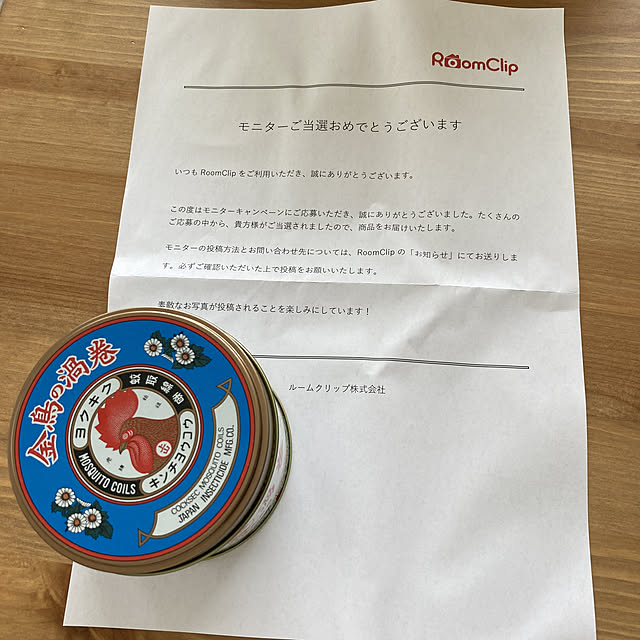 RoomClip
モニターご当選おめでとうございます
いつも RoomClip をご利用いただき、誠にありがとうございます。
この度はモニターキャンペーンにご応募いただき、誠にありがとうございました。たくさんの
ご応募の中から、貴方様がご当選されましたので、商品をお届けいたします。
モニターの投稿方法とお問い合わせ先については、RoomClip の「お知らせ」にてお送りしま
す。必ずご確認いただいた上で投稿をお願いいたします。
素敵なお写真が投稿されることを楽しみにしています！
ルームクリップ株式会社
金鳥の渦巻
ヨクキク
蚊取線香
キンチヨウコウ
MOSQUITO COILS
COCKSEC MOSQUITO COILS
JAPAN INSECTICIDE MFG.CO.